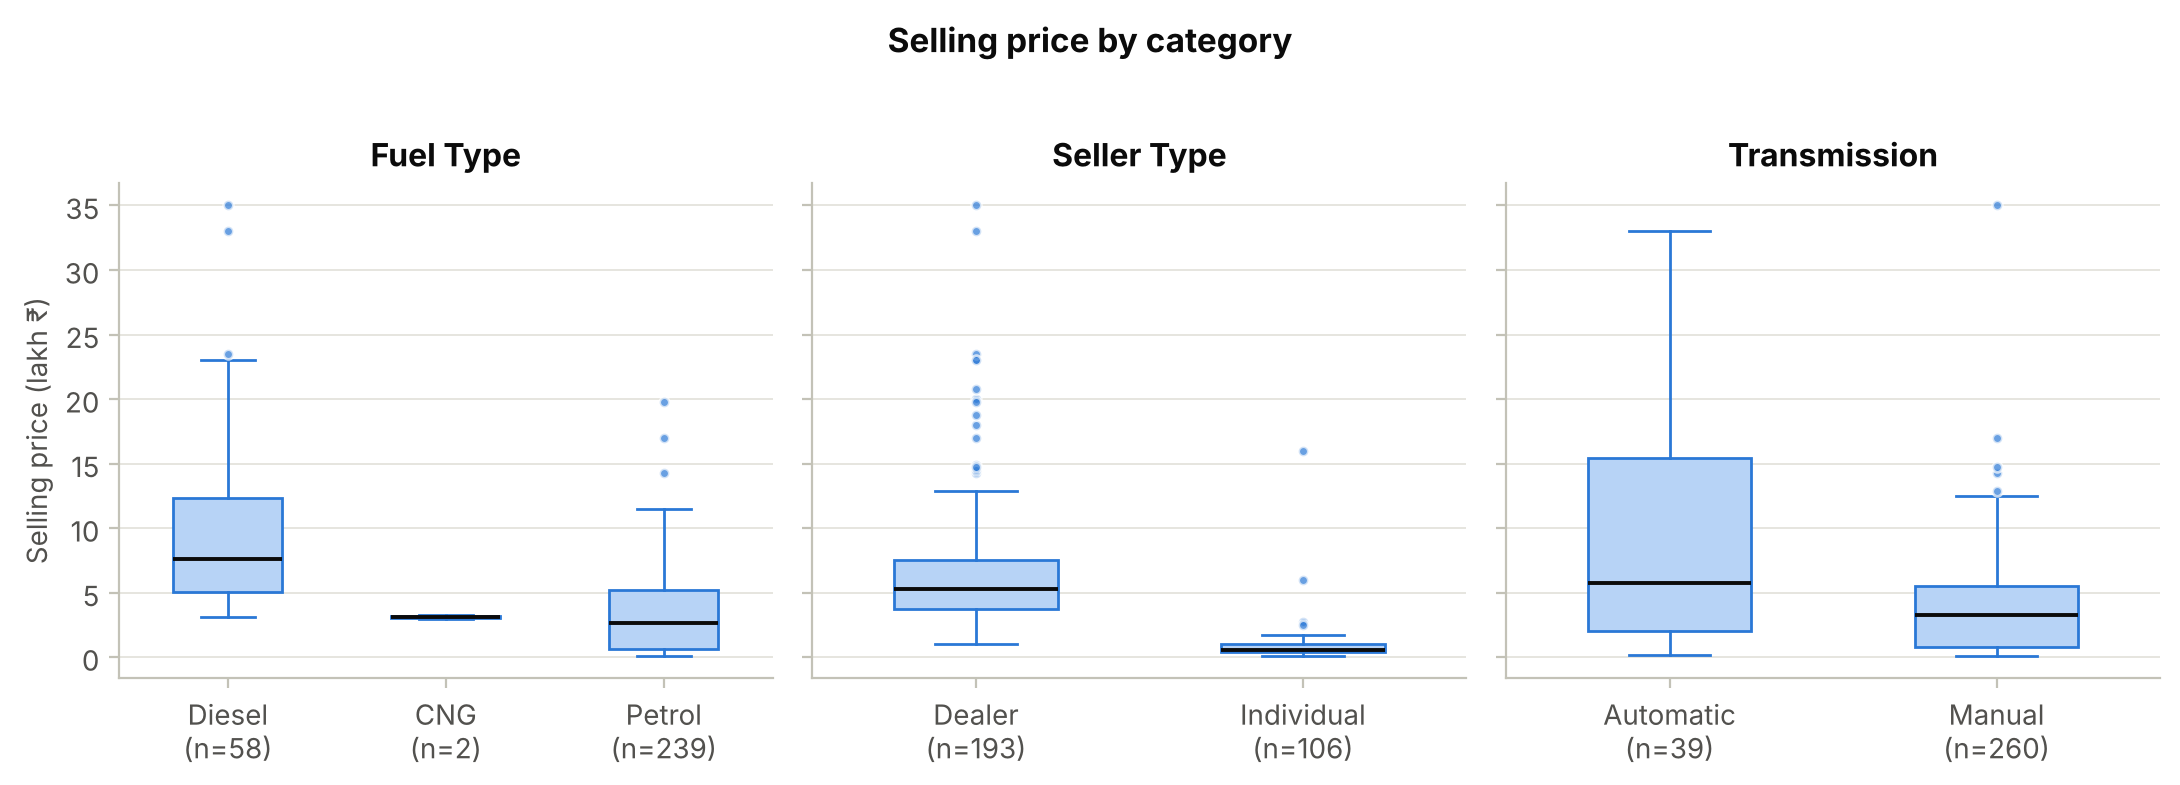 Selling price by category
Fuel Type
Seller Type
Transmission
Selling price (lakh ₹)
35
30
25
20
15
10
5
0
Diesel
(n=58)
CNG
(n=2)
Petrol
(n=239)
Dealer
(n=193)
Individual
(n=106)
Automatic
(n=39)
Manual
(n=260)